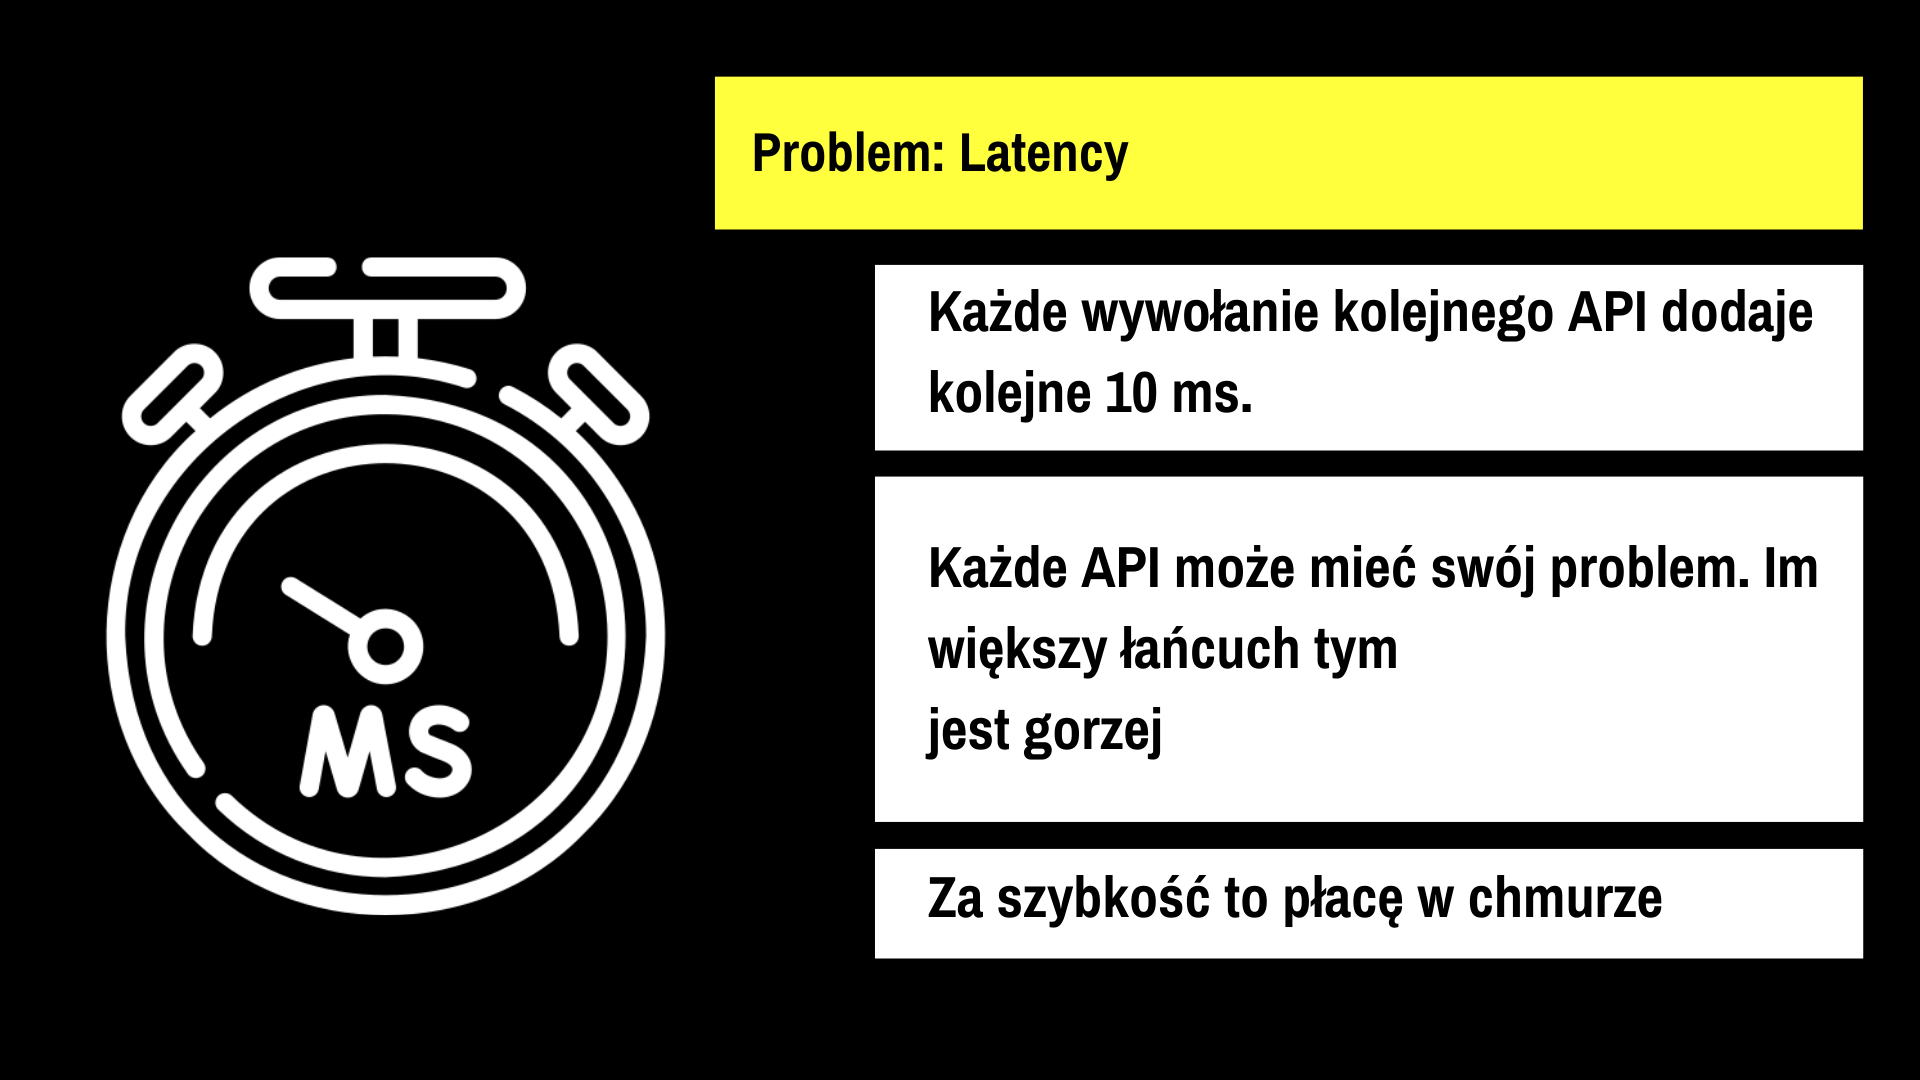 Problem: Latency
Każde wywołanie kolejnego API dodaje
kolejne 10 ms.
Każde API może mieć swój problem. Im
większy łańcuch tym
jest gorzej
Za szybkość to płacę w chmurze
MS